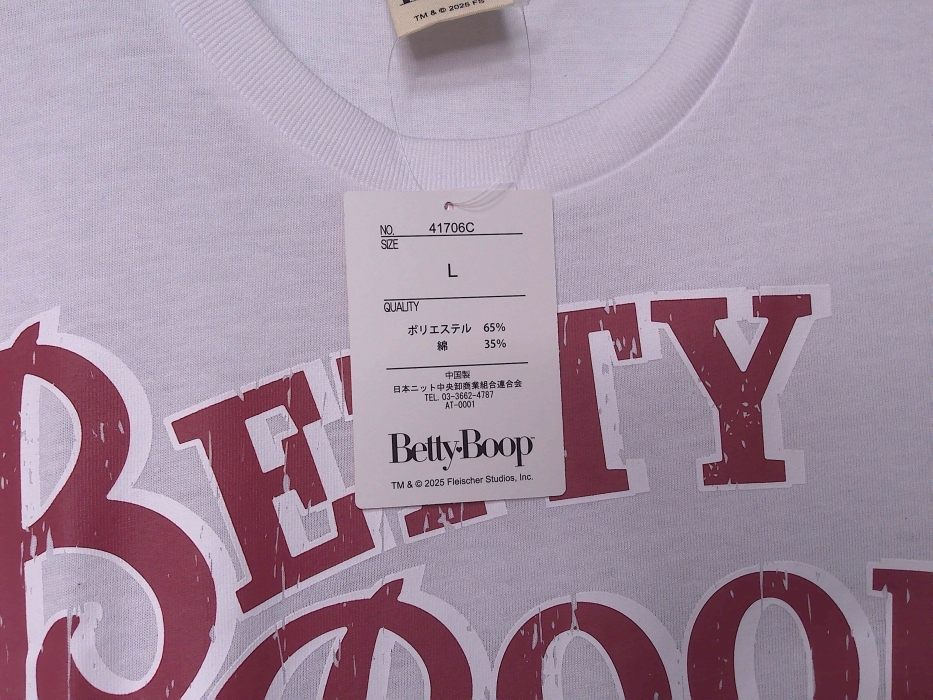 TM & © 2025 FS
NO. 41706C
SIZE
L
QUALITY
ポリエステル 65%
綿 35%
中国製
日本ニット中央卸商業組合連合会
TEL. 03-3662-4787
AT-0001
Betty Boop™
TM & © 2025 Fleischer Studios, Inc.
BETTY
BOOP